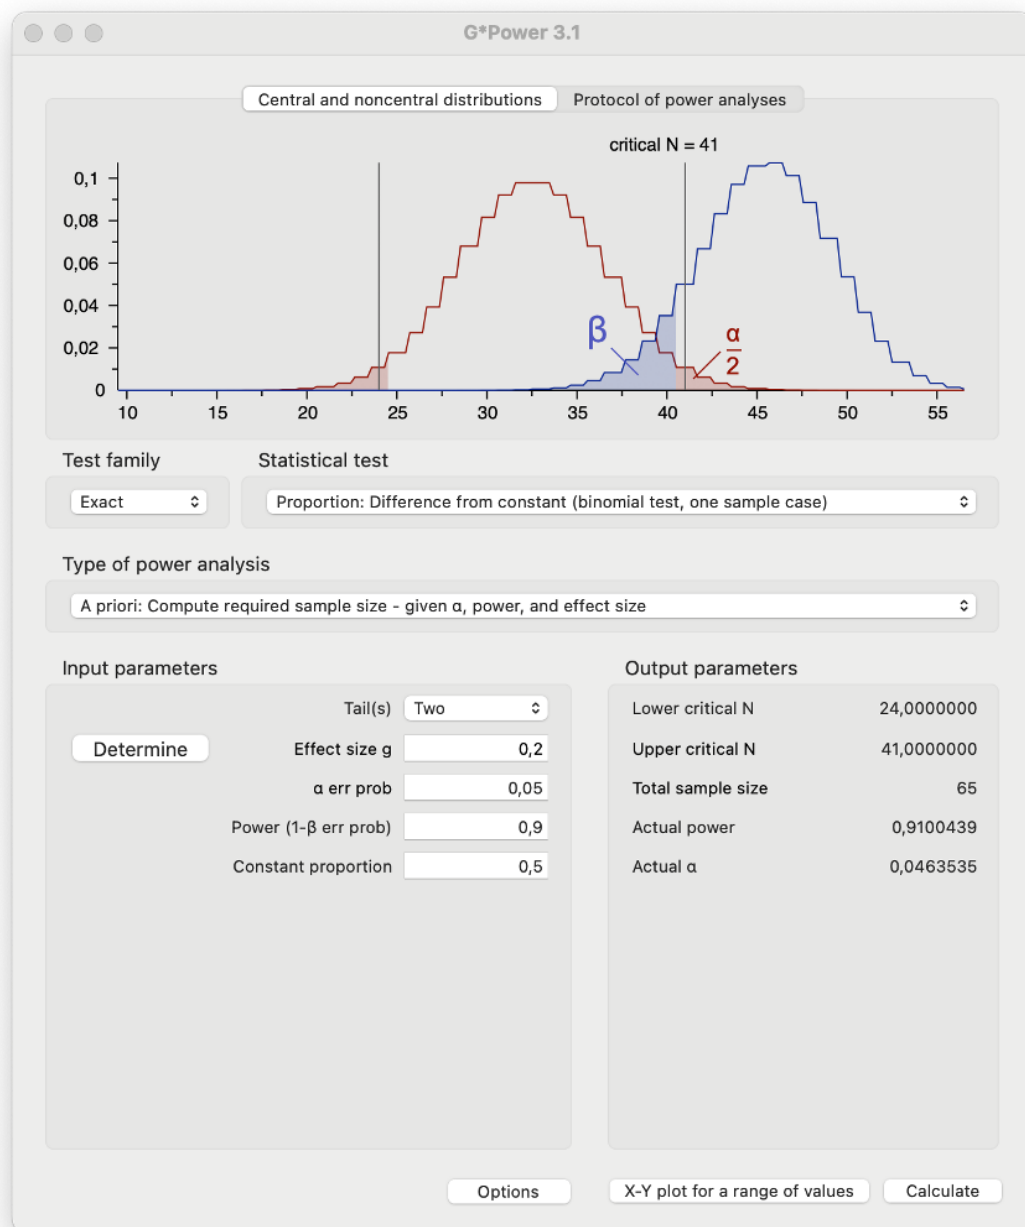 G*Power 3.1
Central and noncentral distributions Protocol of power analyses
critical N = 41
0,1
0,08
0,06
0,04
0,02
0
β
α
2
10 15 20 25 30 35 40 45 50 55
Test family Statistical test
Exact Proportion: Difference from constant (binomial test, one sample case)
Type of power analysis
A priori: Compute required sample size - given α, power, and effect size
Input parameters Output parameters
Tail(s) Two Lower critical N 24,0000000
Determine Effect size g 0,2 Upper critical N 41,0000000
α err prob 0,05 Total sample size 65
Power (1-β err prob) 0,9 Actual power 0,9100439
Constant proportion 0,5 Actual α 0,0463535
Options X-Y plot for a range of values Calculate